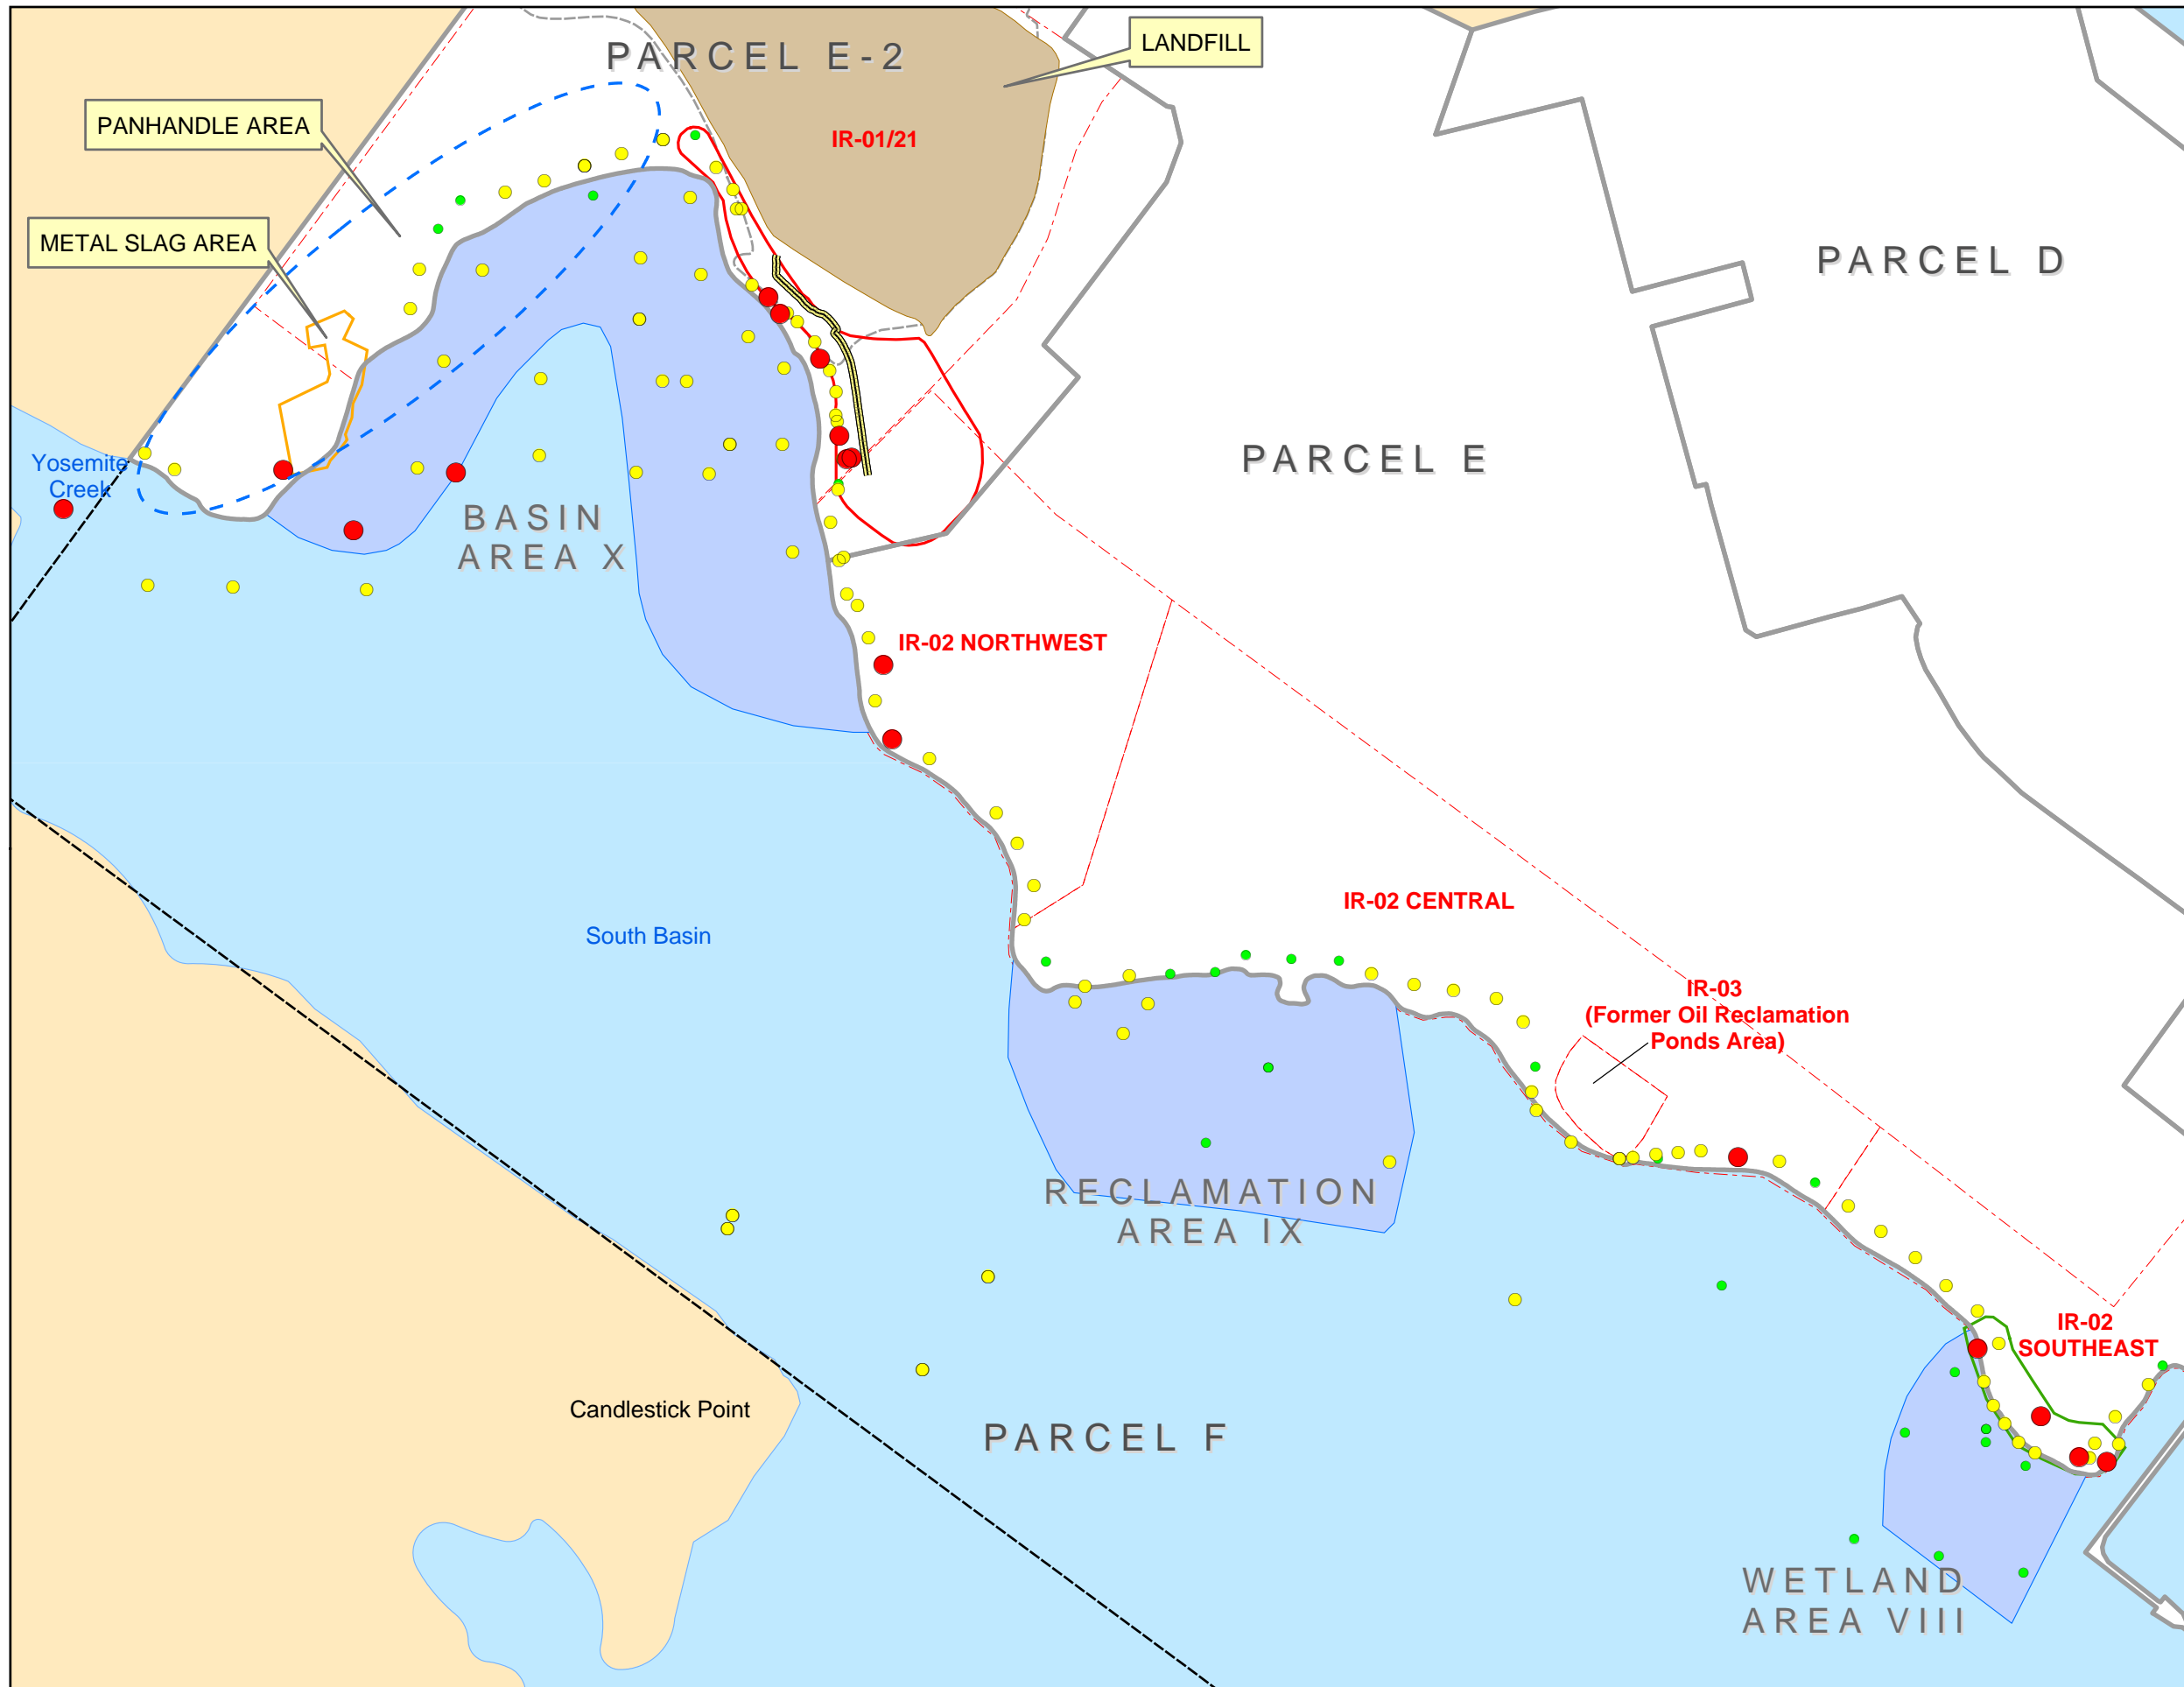 PARCEL E-2
LANDFILL
PANHANDLE AREA
IR-01/21
METAL SLAG AREA
PARCEL D
PARCEL E
Yosemite
Creek
BASIN
AREA X
IR-02 NORTHWEST
IR-02 CENTRAL
South Basin
IR-03
(Former Oil Reclamation
Ponds Area)
RECLAMATION
AREA IX
IR-02
SOUTHEAST
Candlestick Point
PARCEL F
WETLAND
AREA VIII